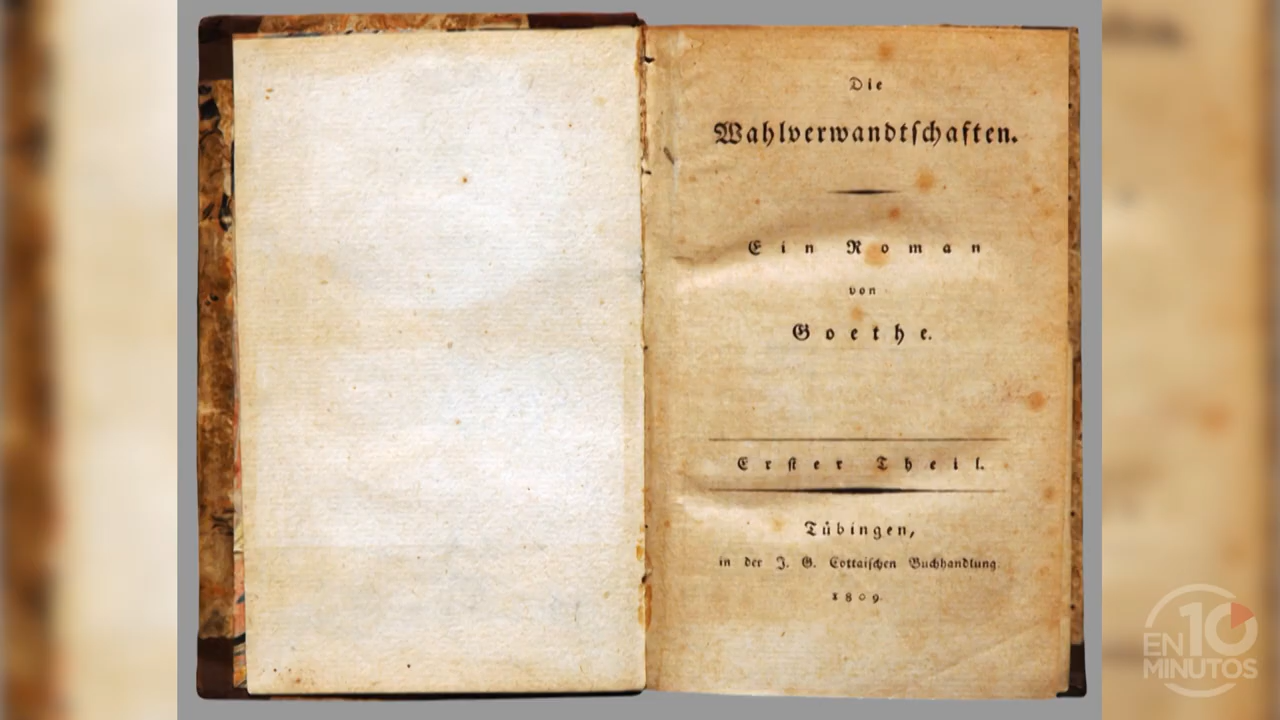 Die
Wahlverwandtſchaften.
Ein Roman
von
Goethe.
Erſter Theil.
Tübingen,
in der J. G. Cottaiſchen Buchhandlung
1809.
EN 10
MINUTOS